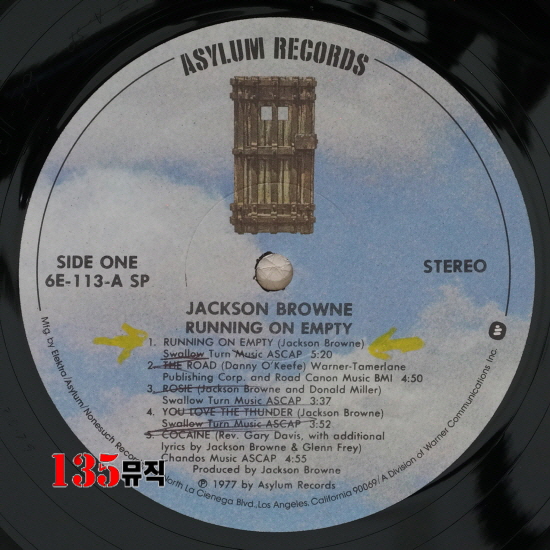 ASYLUM RECORDS
SIDE ONE
6E-113-A SP
STEREO
JACKSON BROWNE
RUNNING ON EMPTY
1. RUNNING ON EMPTY (Jackson Browne)
Swallow Turn Music ASCAP 5:20
2. THE ROAD (Danny O'Keefe) Warner-Tamerlane
Publishing Corp. and Road Canon Music BMI 4:50
3. ROSIE (Jackson Browne and Donald Miller)
Swallow Turn Music ASCAP 3:37
4. YOU LOVE THE THUNDER (Jackson Browne)
Swallow Turn Music ASCAP 3:52
5. COCAINE (Rev. Gary Davis, with additional
lyrics by Jackson Browne & Glenn Frey)
Chandos Music ASCAP 4:55
Produced by Jackson Browne
℗ 1977 by Asylum Records
Mfg. by Elektra/Asylum/Nonesuch North La Cienega Blvd., Los Angeles, California 90069/A Division of Warner Communications Inc.
135뮤직